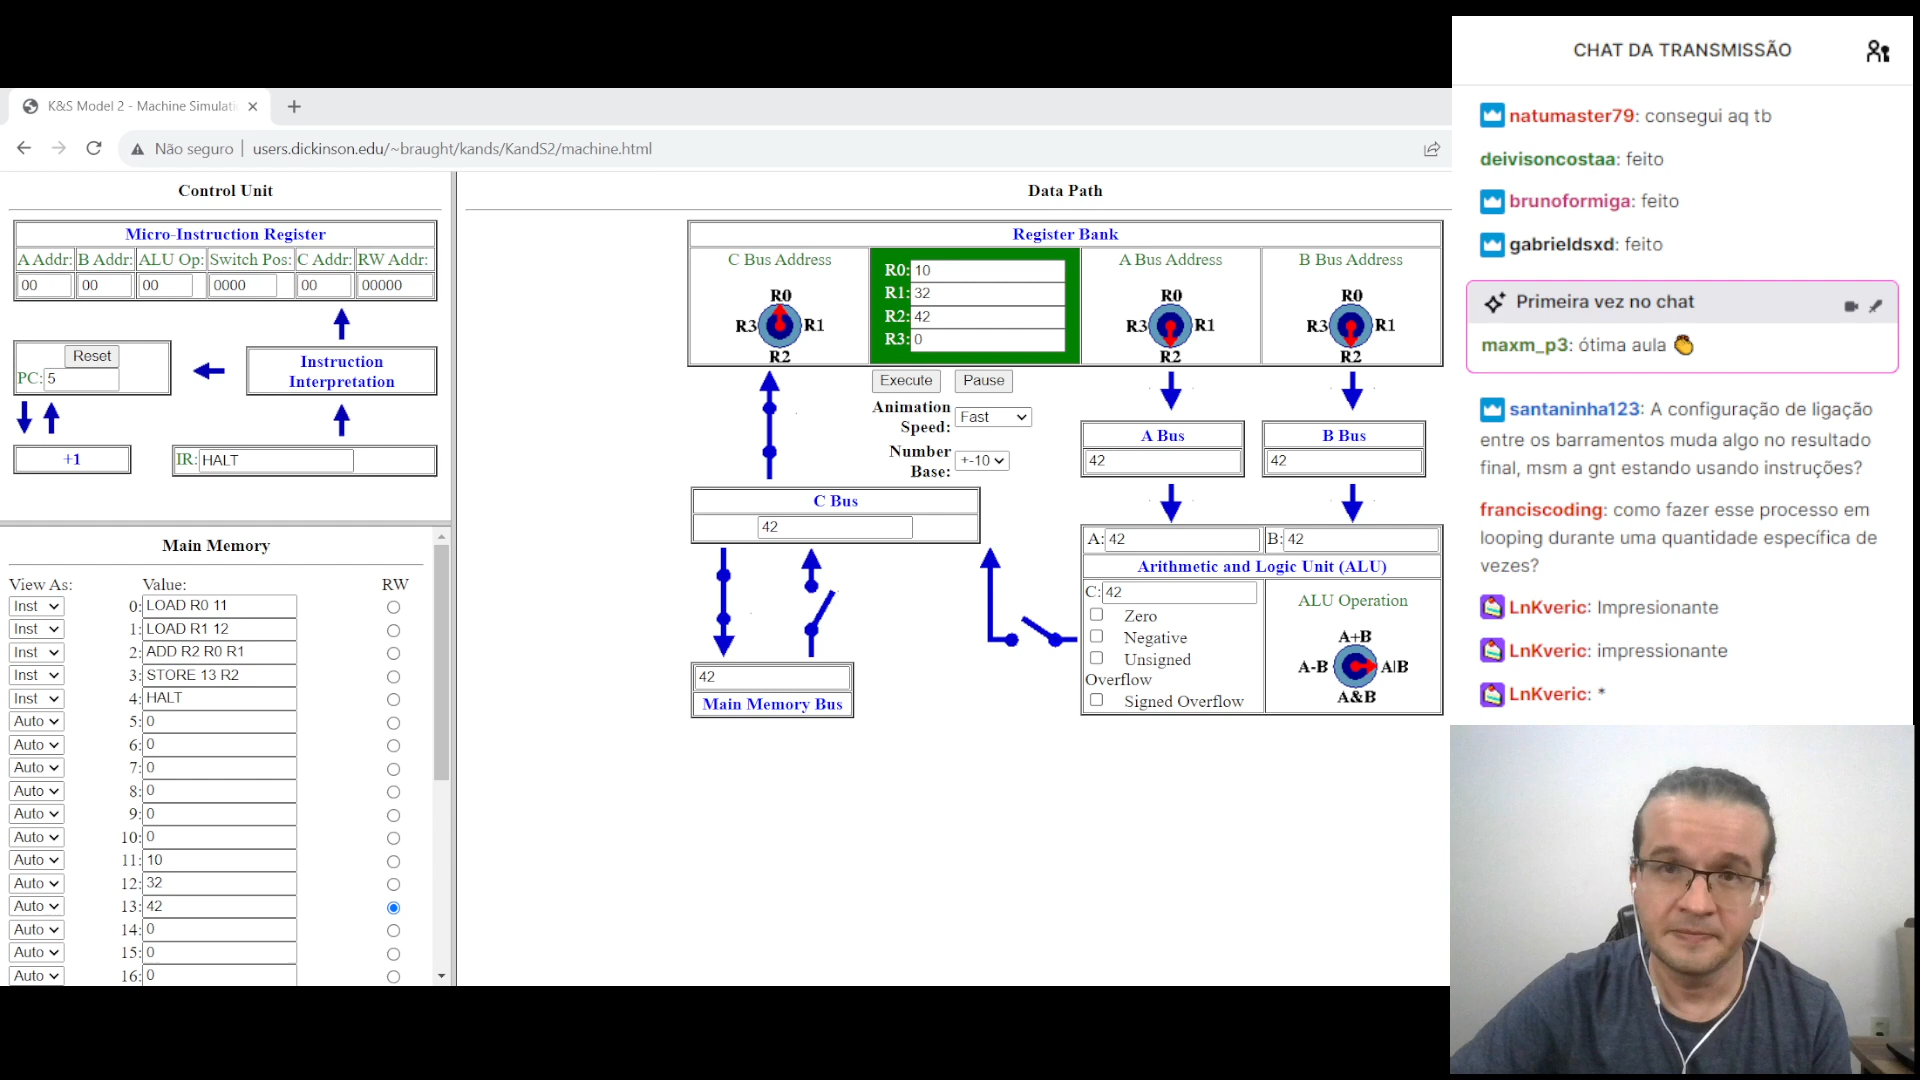 K&S Model 2 - Machine Simulati
Não seguro
users.dickinson.edu/~braught/kands/KandS2/machine.html
Control Unit
Micro-Instruction Register
A Addr: B Addr: ALU Op: Switch Pos: C Addr: RW Addr:
00 00 00 0000 00 00000
Reset
PC: 5
Instruction
Interpretation
+1
IR: HALT
Main Memory
View As: Value: RW
Inst 0: LOAD R0 11
Inst 1: LOAD R1 12
Inst 2: ADD R2 R0 R1
Inst 3: STORE 13 R2
Inst 4: HALT
Auto 5: 0
Auto 6: 0
Auto 7: 0
Auto 8: 0
Auto 9: 0
Auto 10: 0
Auto 11: 10
Auto 12: 32
Auto 13: 42
Auto 14: 0
Auto 15: 0
Auto 16: 0
Data Path
Register Bank
C Bus Address
R0
R3 R1
R2
R0: 10
R1: 32
R2: 42
R3: 0
A Bus Address
R0
R3 R1
R2
B Bus Address
R0
R3 R1
R2
Execute Pause
Animation
Speed: Fast
Number
Base: +-10
A Bus
42
B Bus
42
C Bus
42
A: 42 B: 42
Arithmetic and Logic Unit (ALU)
C: 42
Zero
Negative
Unsigned
Overflow
Signed Overflow
ALU Operation
A+B
A-B A|B
A&B
42
Main Memory Bus
CHAT DA TRANSMISSÃO
natumaster79: consegui aq tb
deivisoncostaa: feito
brunoformiga: feito
gabrieldsxd: feito
Primeira vez no chat
maxm_p3: ótima aula
santaninha123: A configuração de ligação
entre os barramentos muda algo no resultado
final, msm a gnt estando usando instruções?
franciscoding: como fazer esse processo em
looping durante uma quantidade específica de
vezes?
LnKveric: Impresionante
LnKveric: impressionante
LnKveric: *